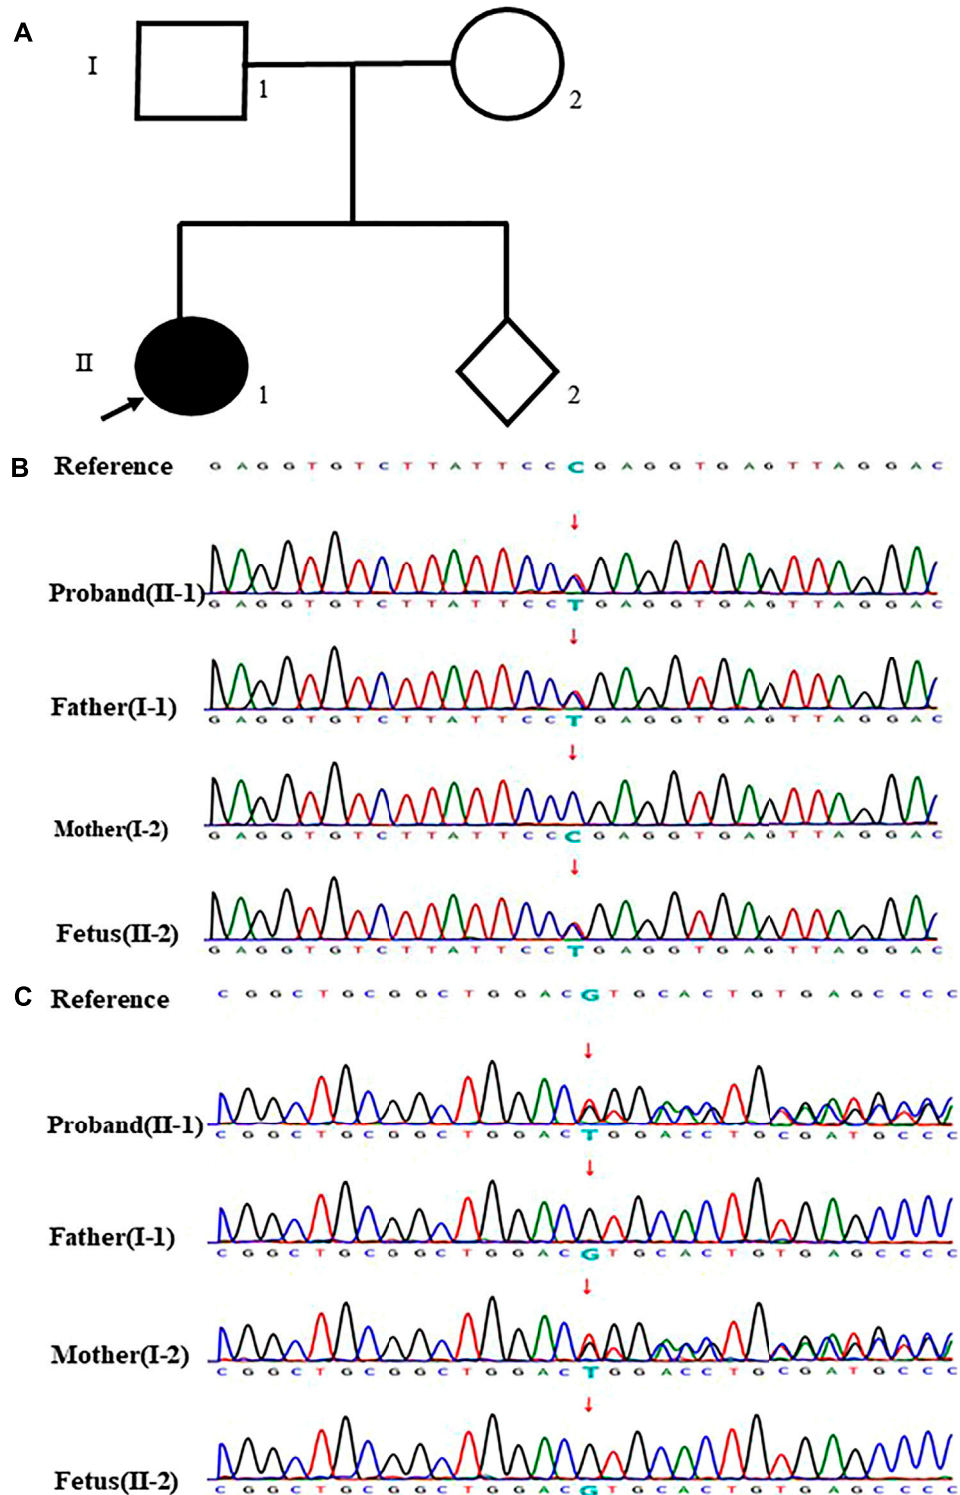 A
I
1
2
II
1
2
B
Reference G A G G T G T C T T A T T C C C G A G G T G A G T T A G G A C
Proband(II-1) G A G G T G T C T T A T T C C T G A G G T G A G T T A G G A C
Father(I-1) G A G G T G T C T T A T T C C T G A G G T G A G T T A G G A C
Mother(I-2) G A G G T G T C T T A T T C C C G A G G T G A G T T A G G A C
Fetus(II-2) G A G G T G T C T T A T T C C T G A G G T G A G T T A G G A C
C
Reference C G G C T G C G G C T G G A C G T G C A C T G T G A G C C C C
Proband(II-1) C G G C T G C G G C T G G A C T G G A C C T G C G A T G C C C
Father(I-1) C G G C T G C G G C T G G A C G T G C A C T G T G A G C C C C
Mother(I-2) C G G C T G C G G C T G G A C T G G A C C T G C G A T G C C C
Fetus(II-2) C G G C T G C G G C T G G A C G T G C A C T G T G A G C C C C